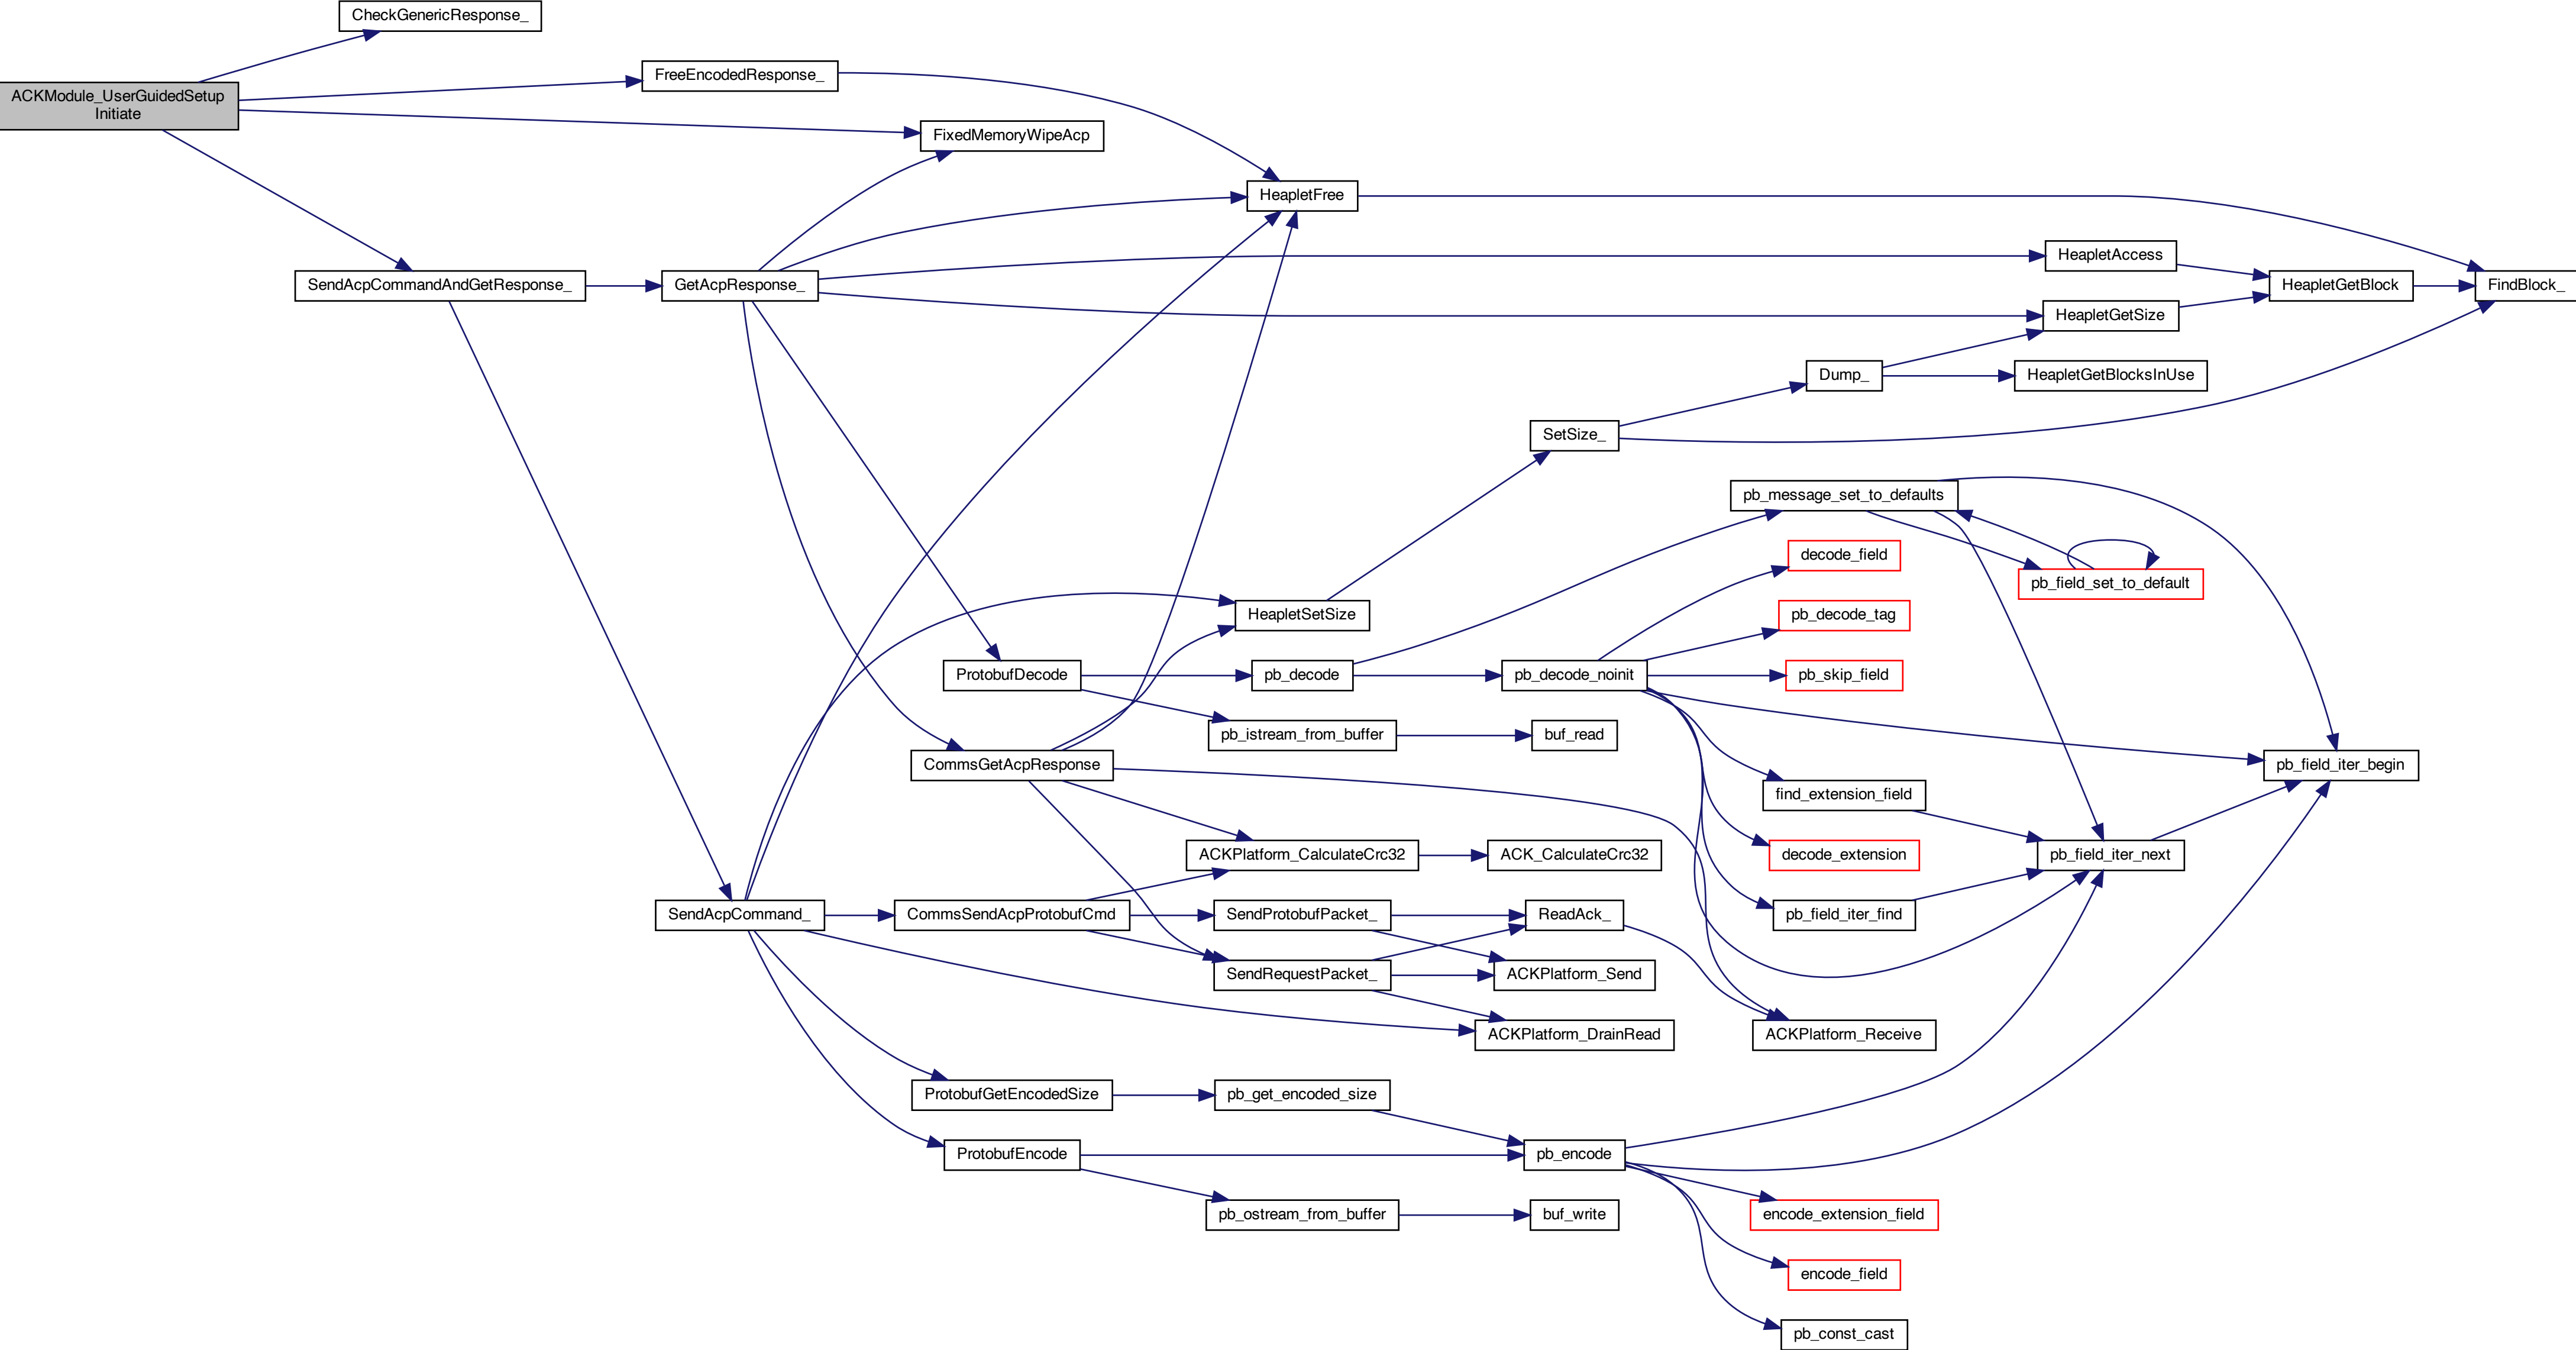 CheckGenericResponse_
FreeEncodedResponse_
ACKModule_UserGuidedSetup
Initiate
FixedMemoryWipeAcp
HeapletFree
HeapletAccess
SendAcpCommandAndGetResponse_
GetAcpResponse_
HeapletGetBlock
FindBlock_
HeapletGetSize
Dump_
HeapletGetBlocksInUse
SetSize_
pb_message_set_to_defaults
decode_field
pb_field_set_to_default
HeapletSetSize
pb_decode_tag
ProtobufDecode
pb_decode
pb_decode_noinit
pb_skip_field
pb_istream_from_buffer
buf_read
CommsGetAcpResponse
pb_field_iter_begin
find_extension_field
ACKPlatform_CalculateCrc32
ACK_CalculateCrc32
decode_extension
pb_field_iter_next
SendAcpCommand_
CommsSendAcpProtobufCmd
SendProtobufPacket_
ReadAck_
pb_field_iter_find
SendRequestPacket_
ACKPlatform_Send
ACKPlatform_DrainRead
ACKPlatform_Receive
ProtobufGetEncodedSize
pb_get_encoded_size
ProtobufEncode
pb_encode
pb_ostream_from_buffer
buf_write
encode_extension_field
encode_field
pb_const_cast